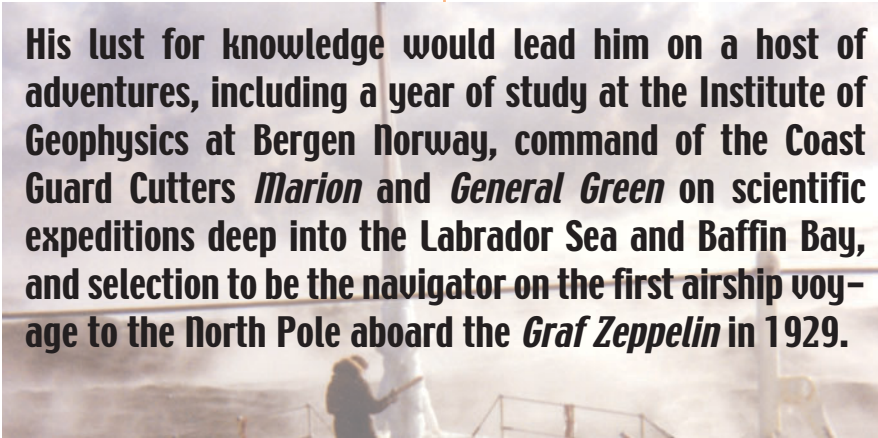 His lust for knowledge would lead him on a host of
adventures, including a year of study at the Institute of
Geophysics at Bergen Norway, command of the Coast
Guard Cutters Marion and General Green on scientific
expeditions deep into the Labrador Sea and Baffin Bay,
and selection to be the navigator on the first airship voy-
age to the North Pole aboard the Graf Zeppelin in 1929.